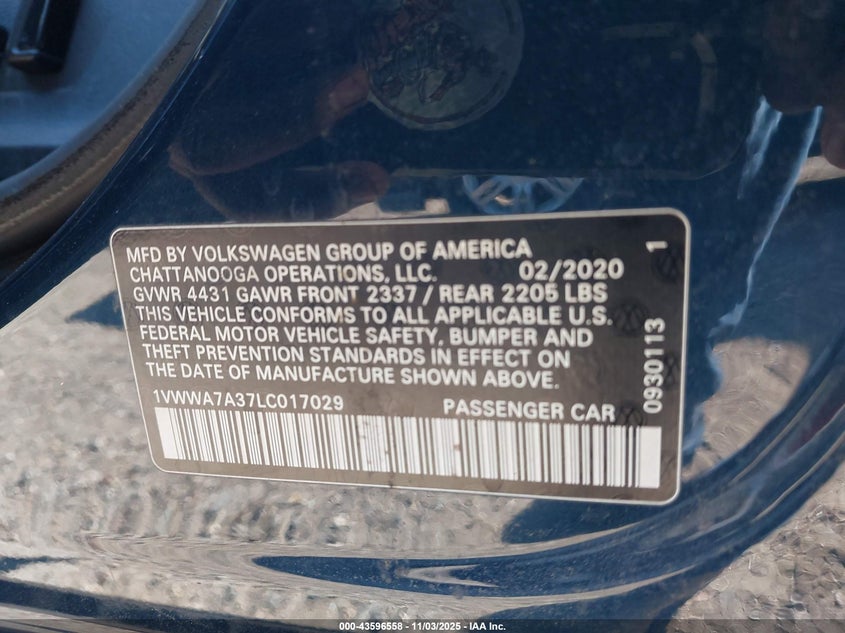 MFD BY VOLKSWAGEN GROUP OF AMERICA
CHATTANOOGA OPERATIONS, LLC. 02/2020
GVWR 4431 GAWR FRONT 2337 / REAR 2205 LBS
THIS VEHICLE CONFORMS TO ALL APPLICABLE U.S.
FEDERAL MOTOR VEHICLE SAFETY, BUMPER AND
THEFT PREVENTION STANDARDS IN EFFECT ON
THE DATE OF MANUFACTURE SHOWN ABOVE.
1VWWA7A37LC017029 PASSENGER CAR
0930113 1
000-43596558 - 11/03/2025 - IAA Inc.